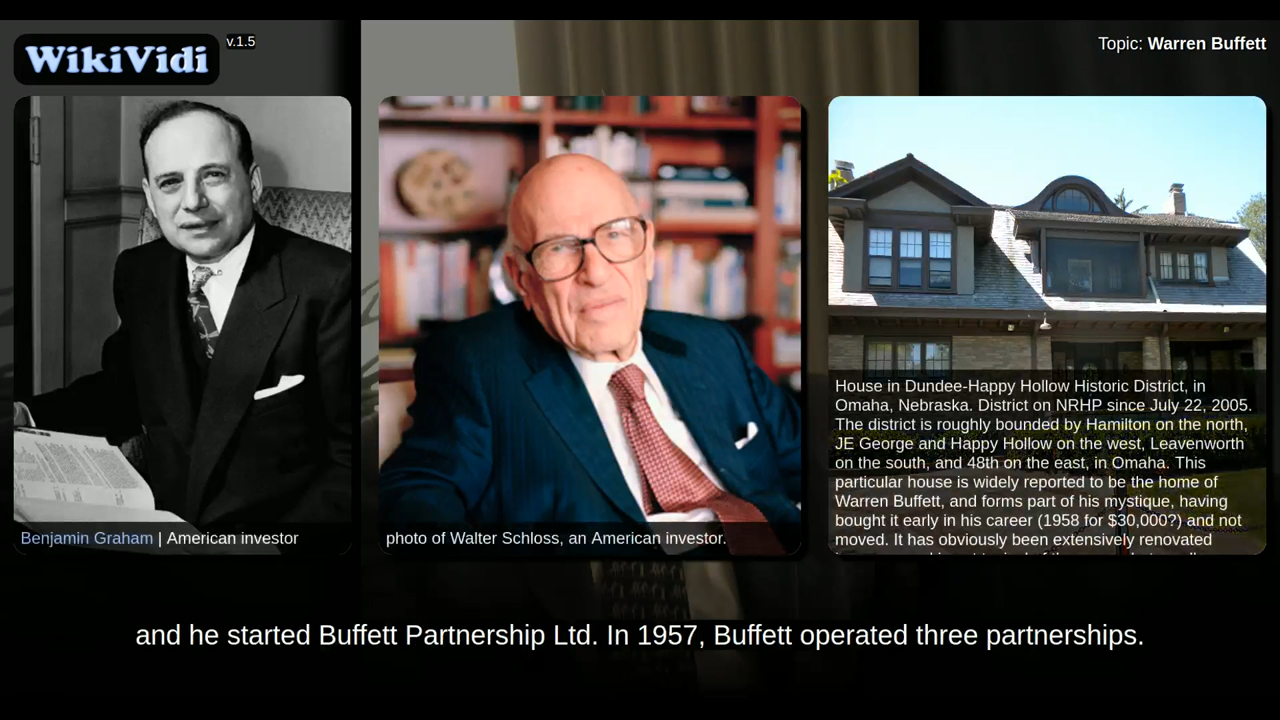 WikiVidi
v.1.5
Topic: Warren Buffett
Benjamin Graham | American investor
photo of Walter Schloss, an American investor.
House in Dundee-Happy Hollow Historic District, in
Omaha, Nebraska. District on NRHP since July 22, 2005.
The district is roughly bounded by Hamilton on the north,
JE George and Happy Hollow on the west, Leavenworth
on the south, and 48th on the east, in Omaha. This
particular house is widely reported to be the home of
Warren Buffett, and forms part of his mystique, having
bought it early in his career (1958 for $30,000?) and not
moved. It has obviously been extensively renovated
and he started Buffett Partnership Ltd. In 1957, Buffett operated three partnerships.